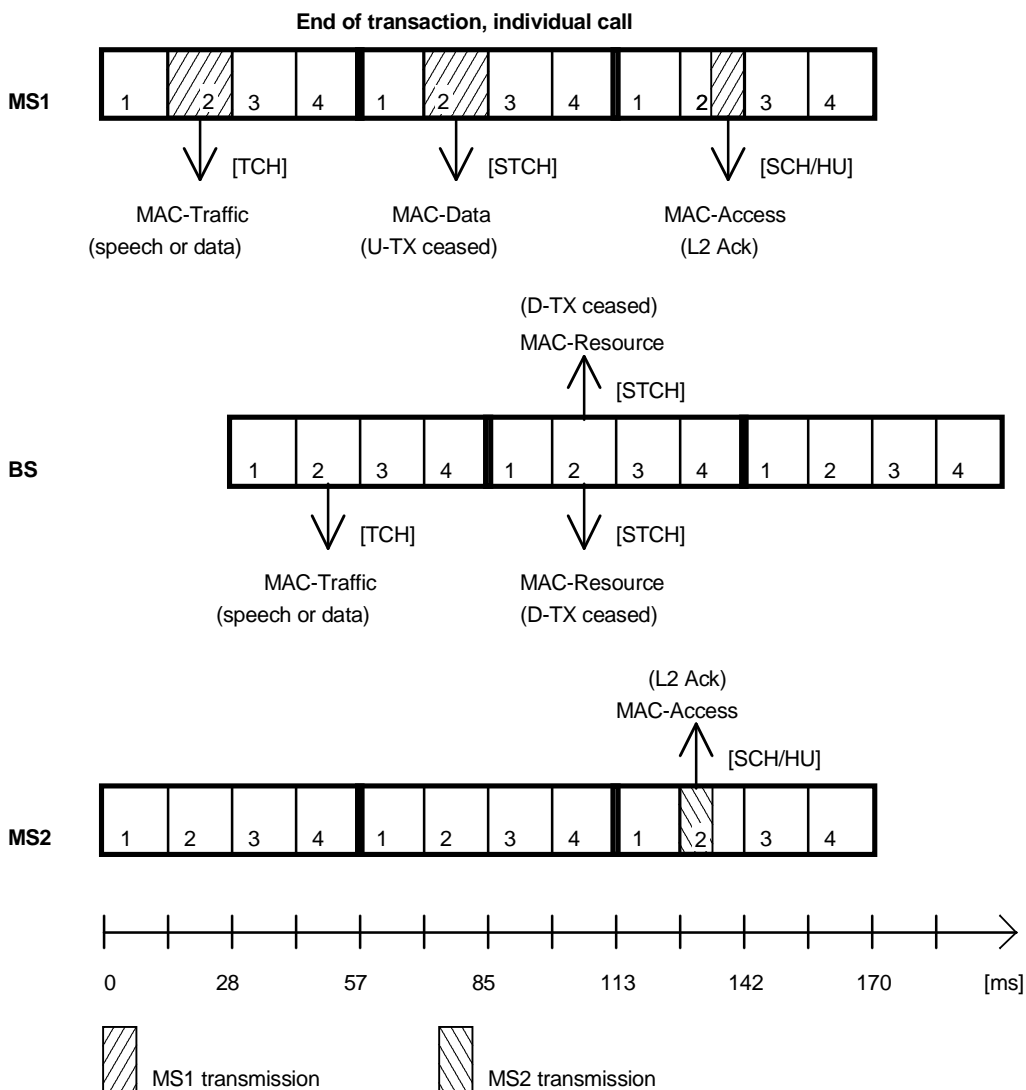 End of transaction, individual call
MS1
1 2 3 4 1 2 3 4 1 2 3 4
[TCH] [STCH] [SCH/HU]
MAC-Traffic MAC-Data MAC-Access
(speech or data) (U-TX ceased) (L2 Ack)
(D-TX ceased)
MAC-Resource
[STCH]
BS
1 2 3 4 1 2 3 4 1 2 3 4
[TCH] [STCH]
MAC-Traffic MAC-Resource
(speech or data) (D-TX ceased)
(L2 Ack)
MAC-Access
[SCH/HU]
MS2
1 2 3 4 1 2 3 4 1 2 3 4
0 28 57 85 113 142 170 [ms]
MS1 transmission MS2 transmission